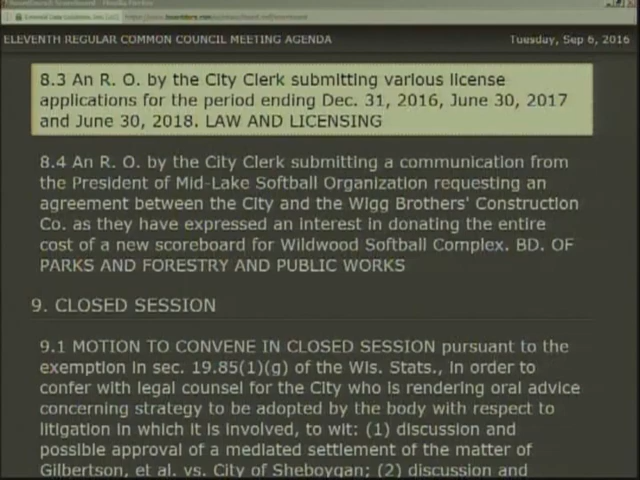 ELEVENTH REGULAR COMMON COUNCIL MEETING AGENDA
Tuesday, Sep 6, 2016
8.3 An R. O. by the City Clerk submitting various license
applications for the period ending Dec. 31, 2016, June 30, 2017
and June 30, 2018. LAW AND LICENSING
8.4 An R. O. by the City Clerk submitting a communication from
the President of Mid-Lake Softball Organization requesting an
agreement between the City and the Wigg Brothers' Construction
Co. as they have expressed an interest in donating the entire
cost of a new scoreboard for Wildwood Softball Complex. BD. OF
PARKS AND FORESTRY AND PUBLIC WORKS
9. CLOSED SESSION
9.1 MOTION TO CONVENE IN CLOSED SESSION pursuant to the
exemption in sec. 19.85(1)(g) of the Wis. Stats., in order to
confer with legal counsel for the City who is rendering oral advice
concerning strategy to be adopted by the body with respect to
litigation in which it is involved, to wit: (1) discussion and
possible approval of a mediated settlement of the matter of
Gilbertson, et al. vs. City of Sheboygan; (2) discussion and